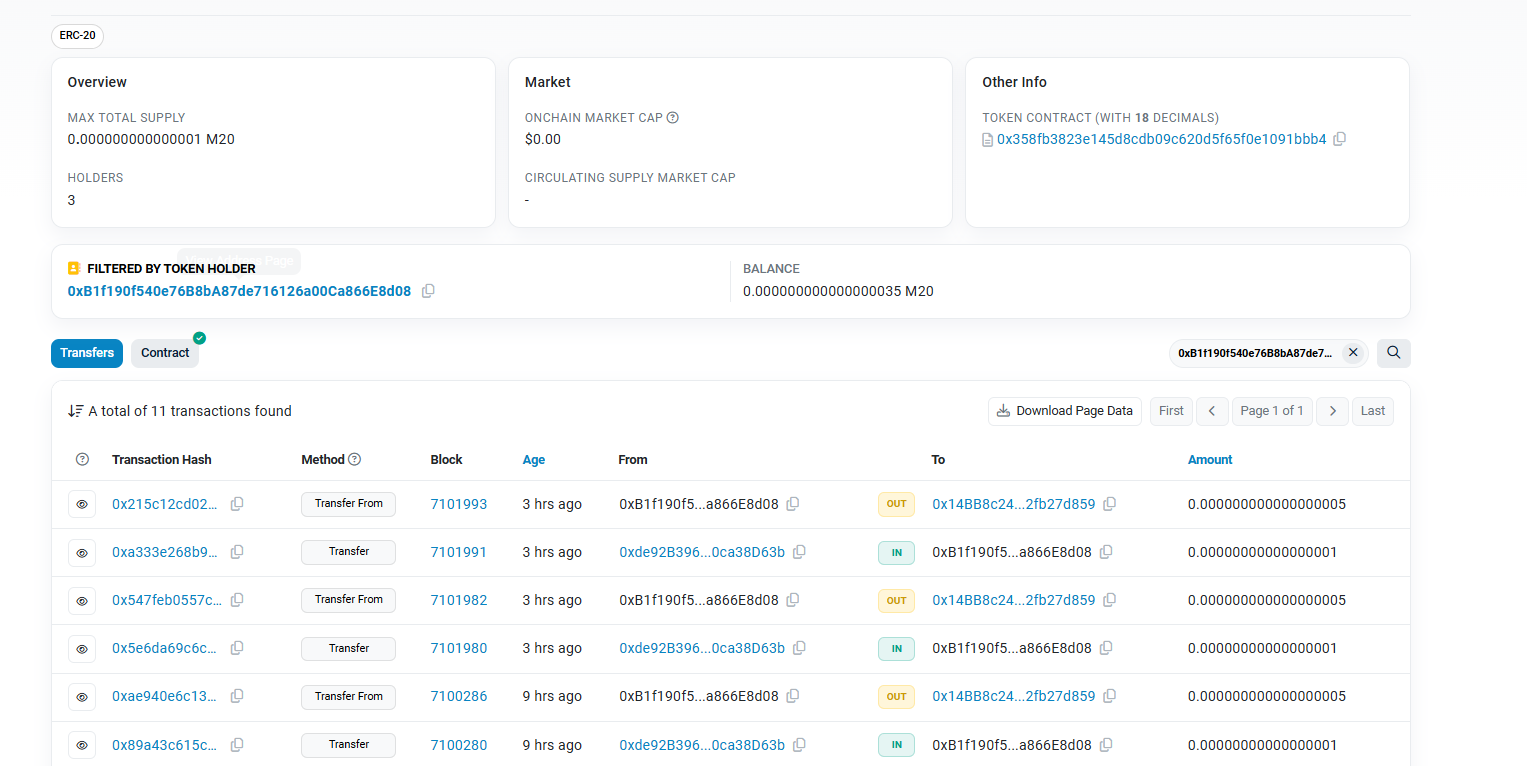 ERC-20
Overview
MAX TOTAL SUPPLY
0.000000000000001 M20
HOLDERS
3
Market
ONCHAIN MARKET CAP
$0.00
CIRCULATING SUPPLY MARKET CAP
-
Other Info
TOKEN CONTRACT (WITH 18 DECIMALS)
0x358fb3823e145d8cdb09c620d5f65f0e1091bbb4
FILTERED BY TOKEN HOLDER
0xB1f190f540e76B8bA87de716126a00Ca866E8d08
BALANCE
0.000000000000000035 M20
Transfers Contract 0xB1f190f540e76B8bA87de7...
A total of 11 transactions found Download Page Data First Page 1 of 1 Last
Transaction Hash Method Block Age From To Amount
0x215c12cd02... Transfer From 7101993 3 hrs ago 0xB1f190f5...a866E8d08 OUT 0x14BB8c24...2fb27d859 0.000000000000000005
0xa333e268b9... Transfer 7101991 3 hrs ago 0xde92B396...0ca38D63b IN 0xB1f190f5...a866E8d08 0.00000000000000001
0x547feb0557c... Transfer From 7101982 3 hrs ago 0xB1f190f5...a866E8d08 OUT 0x14BB8c24...2fb27d859 0.000000000000000005
0x5e6da69c6c... Transfer 7101980 3 hrs ago 0xde92B396...0ca38D63b IN 0xB1f190f5...a866E8d08 0.00000000000000001
0xae940e6c13... Transfer From 7100286 9 hrs ago 0xB1f190f5...a866E8d08 OUT 0x14BB8c24...2fb27d859 0.000000000000000005
0x89a43c615c... Transfer 7100280 9 hrs ago 0xde92B396...0ca38D63b IN 0xB1f190f5...a866E8d08 0.00000000000000001